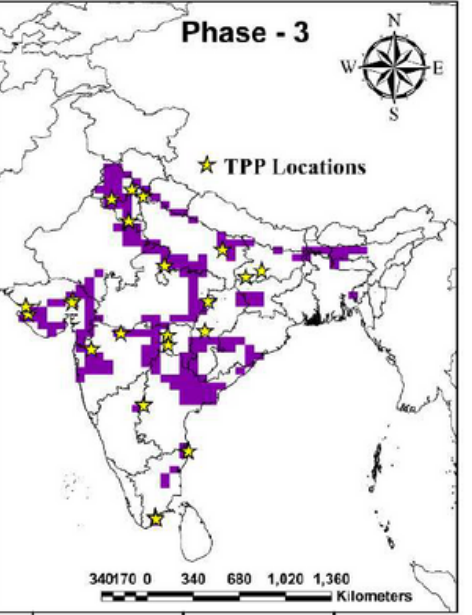 Phase - 3
N
W E
S
TPP Locations
340170 0 340 680 1,020 1,360
Kilometers